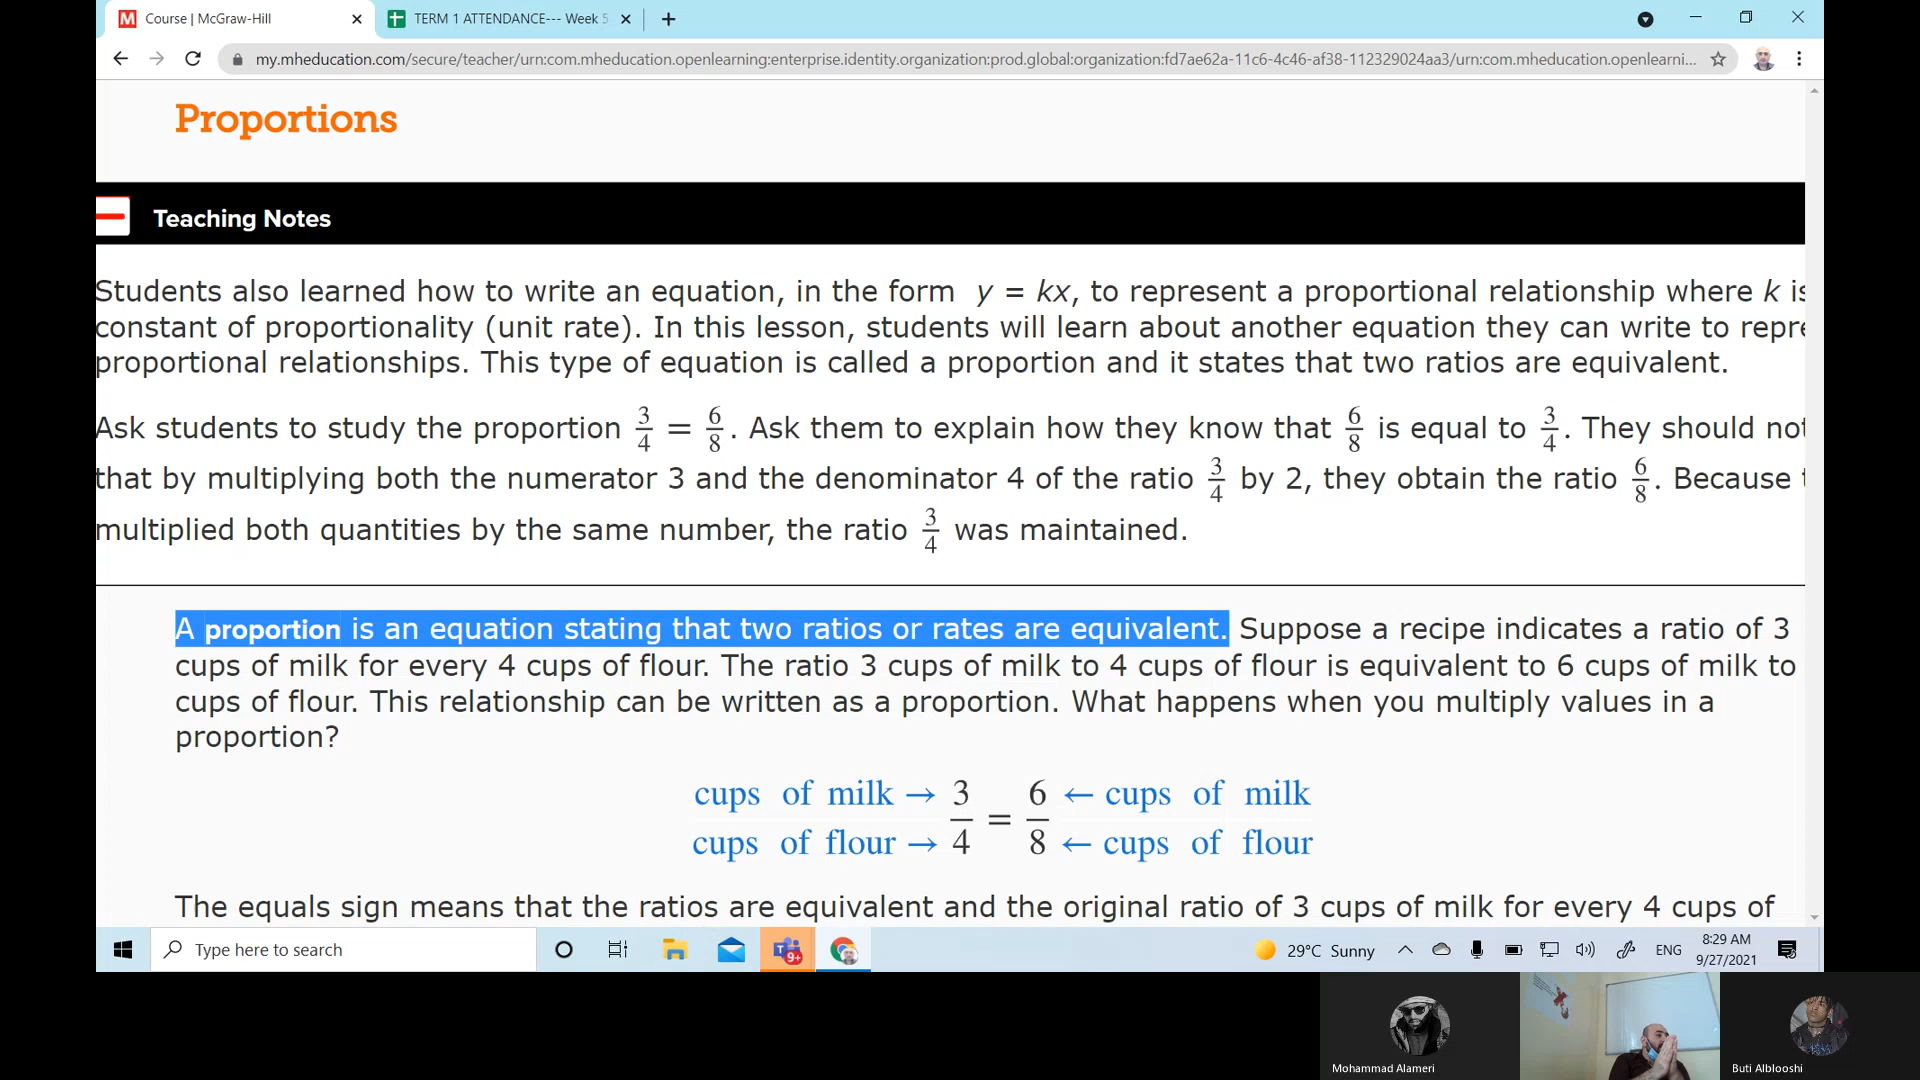 Course | McGraw-Hill
TERM 1 ATTENDANCE--- Week 5
my.mheducation.com/secure/teacher/urn:com.mheducation.openlearning:enterprise.identity.organization:prod.global:organization:fd7ae62a-11c6-4c46-af38-112329024aa3/urn:com.mheducation.openlearni...
Proportions
Teaching Notes
Students also learned how to write an equation, in the form y = kx, to represent a proportional relationship where k is
constant of proportionality (unit rate). In this lesson, students will learn about another equation they can write to repre
proportional relationships. This type of equation is called a proportion and it states that two ratios are equivalent.
Ask students to study the proportion 3/4 = 6/8. Ask them to explain how they know that 6/8 is equal to 3/4. They should not
that by multiplying both the numerator 3 and the denominator 4 of the ratio 3/4 by 2, they obtain the ratio 6/8. Because t
multiplied both quantities by the same number, the ratio 3/4 was maintained.
A proportion is an equation stating that two ratios or rates are equivalent. Suppose a recipe indicates a ratio of 3
cups of milk for every 4 cups of flour. The ratio 3 cups of milk to 4 cups of flour is equivalent to 6 cups of milk to
cups of flour. This relationship can be written as a proportion. What happens when you multiply values in a
proportion?
cups of milk → 3 = 6 ← cups of milk
cups of flour → 4 8 ← cups of flour
The equals sign means that the ratios are equivalent and the original ratio of 3 cups of milk for every 4 cups of
Type here to search
9+
29°C Sunny
ENG
8:29 AM
9/27/2021
Mohammad Alameri
Buti Alblooshi